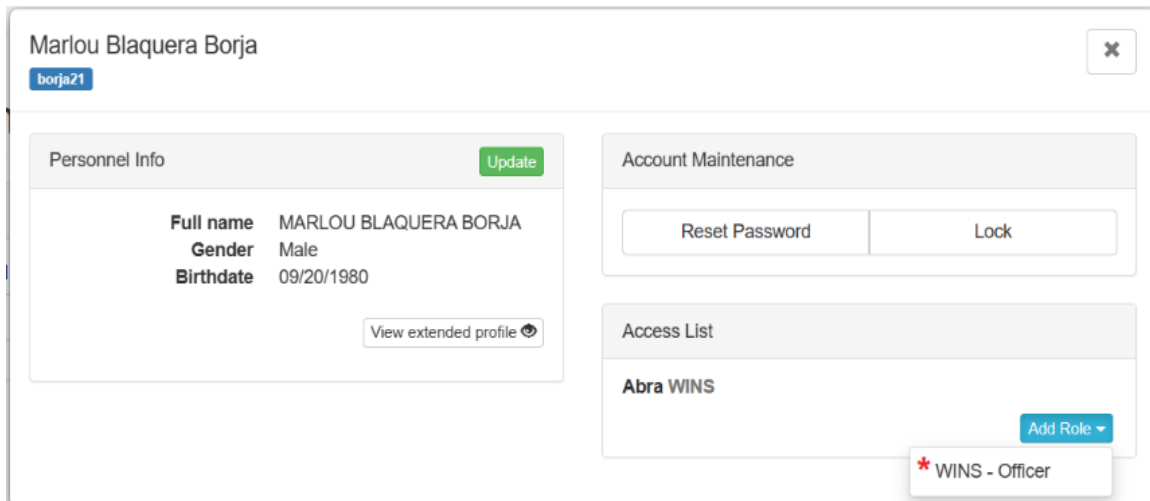 Marlou Blaquera Borja
borja21
Personnel Info
Update
Full name MARLOU BLAQUERA BORJA
Gender Male
Birthdate 09/20/1980
View extended profile
Account Maintenance
Reset Password
Lock
Access List
Abra WINS
Add Role
* WINS - Officer